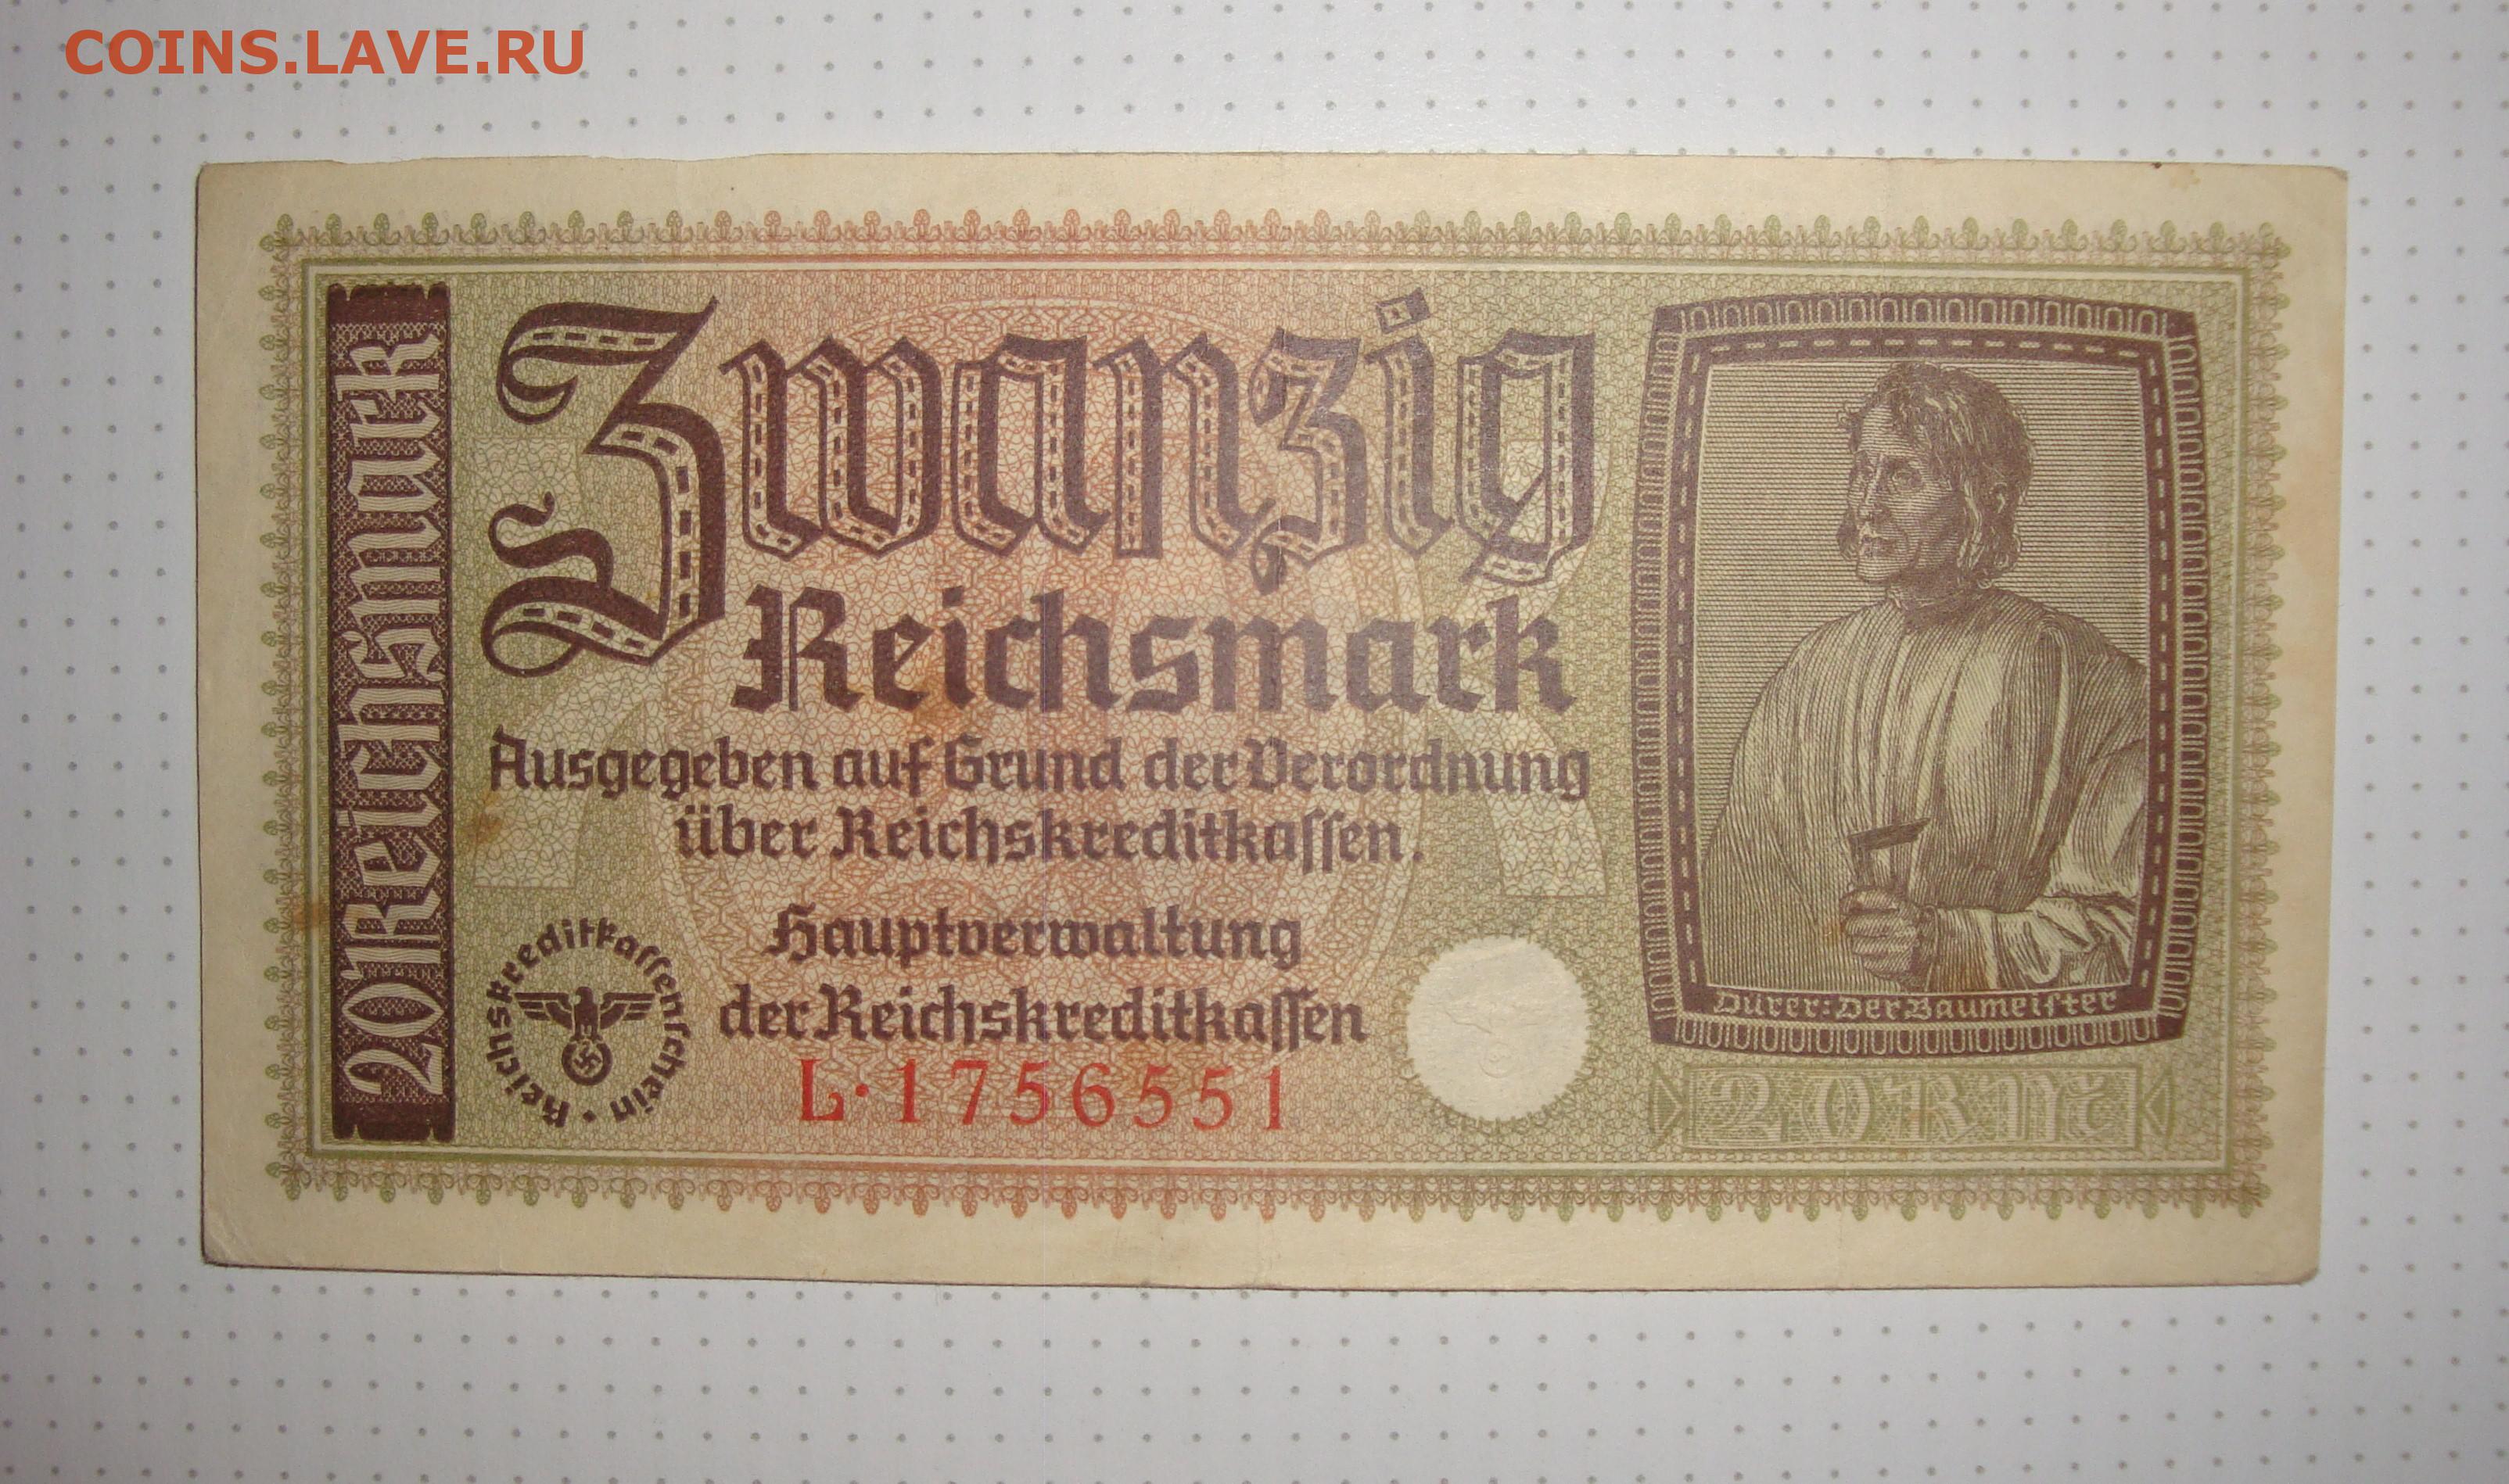 COINS.LAVE.RU
20 Reichsmark
Zwanzig
Reichsmark
Ausgegeben auf Grund der Verordnung
über Reichskreditkassen.
Hauptverwaltung
der Reichskreditkassen
L·1756551
Reichskreditkassenschein ·
Dürer: Der Baumeister
20 RM